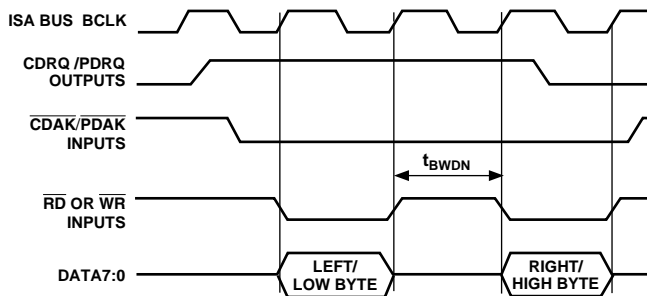 ISA BUS BCLK
CDRQ /PDRQ
OUTPUTS
CDAK/PDAK
INPUTS
tBWDN
RD OR WR
INPUTS
DATA7:0
LEFT/
LOW BYTE
RIGHT/
HIGH BYTE